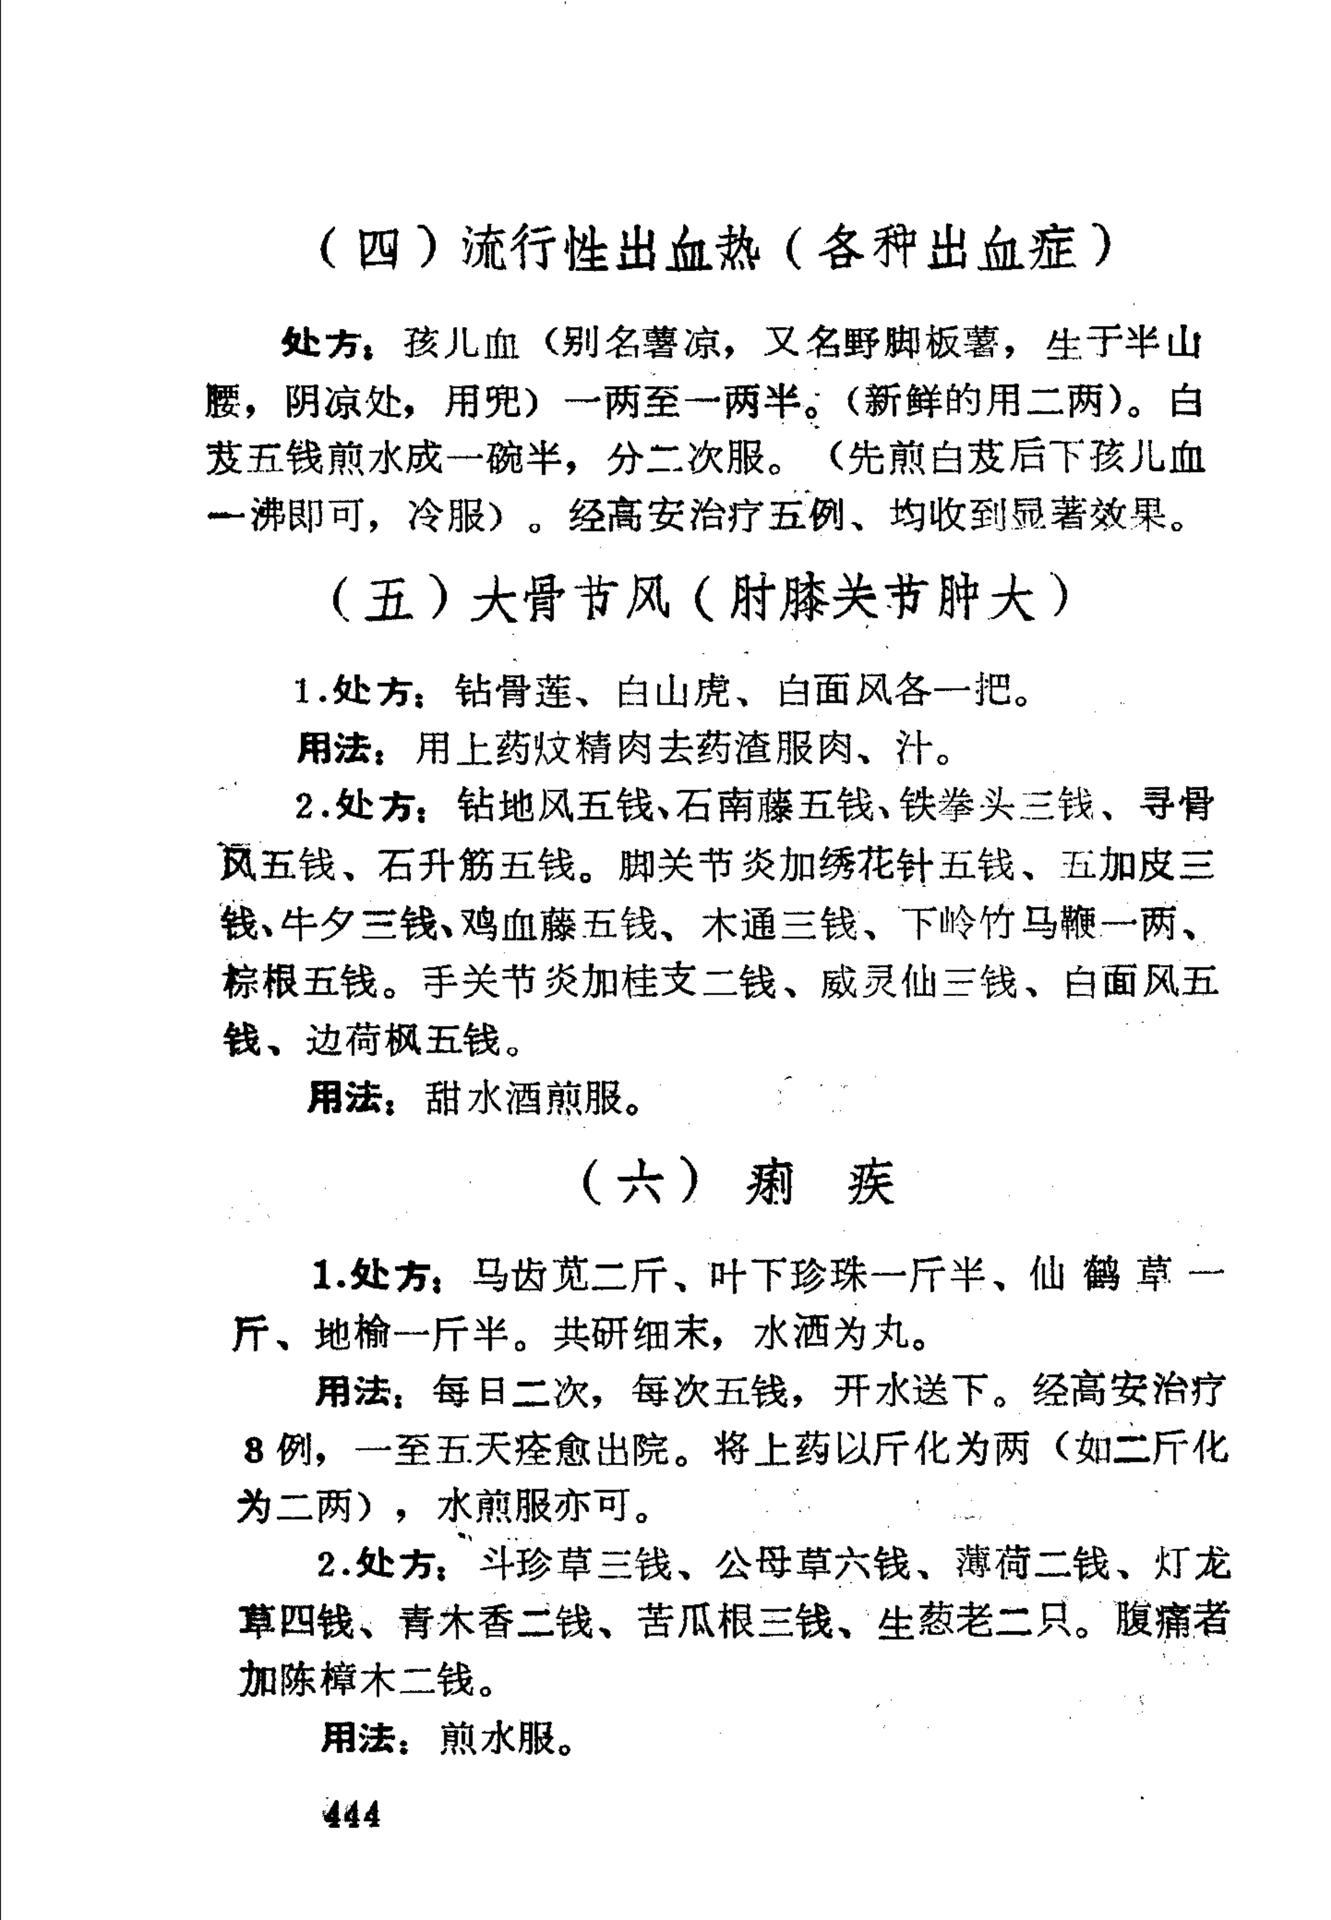 （四）流行性出血热（各种出血症）
处方：孩儿血（别名薯凉，又名野脚板薯，生于半山
腰，阴凉处，用兜）一两至一两半。（新鲜的用二两）。白
芨五钱煎水成一碗半，分二次服。（先煎白芨后下孩儿血
一沸即可，冷服）。经高安治疗五例、均收到显著效果。
（五）大骨节风（肘膝关节肿大）
1.处方：钻骨莲、白山虎、白面风各一把。
用法：用上药炆精肉去药渣服肉、汁。
2.处方：钻地风五钱、石南藤五钱、铁拳头三钱、寻骨
风五钱、石升筋五钱。脚关节炎加绣花针五钱、五加皮三
钱、牛夕三钱、鸡血藤五钱、木通三钱、下岭竹马鞭一两、
棕根五钱。手关节炎加桂支二钱、威灵仙三钱、白面风五
钱、边荷枫五钱。
用法：甜水酒煎服。
（六）痢　疾
1.处方：马齿苋二斤、叶下珍珠一斤半、仙鹤草一
斤、地榆一斤半。共研细末，水洒为丸。
用法：每日二次，每次五钱，开水送下。经高安治疗
8例，一至五天痊愈出院。将上药以斤化为两（如二斤化
为二两），水煎服亦可。
2.处方：斗珍草三钱、公母草六钱、薄荷二钱、灯龙
草四钱、青木香二钱、苦瓜根三钱、生葱老二只。腹痛者
加陈樟木二钱。
用法：煎水服。
444